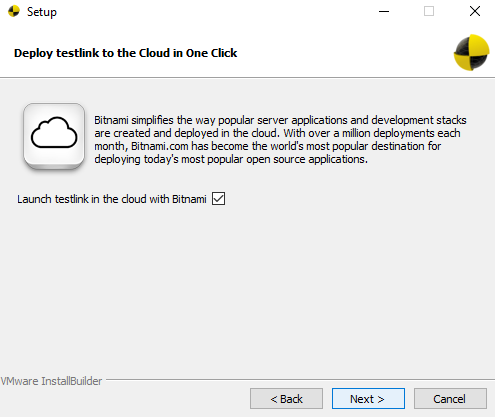 Setup
Deploy testlink to the Cloud in One Click
Bitnami simplifies the way popular server applications and development stacks
are created and deployed in the cloud. With over a million deployments each
month, Bitnami.com has become the world's most popular destination for
deploying today's most popular open source applications.
Launch testlink in the cloud with Bitnami
VMware InstallBuilder
< Back
Next >
Cancel